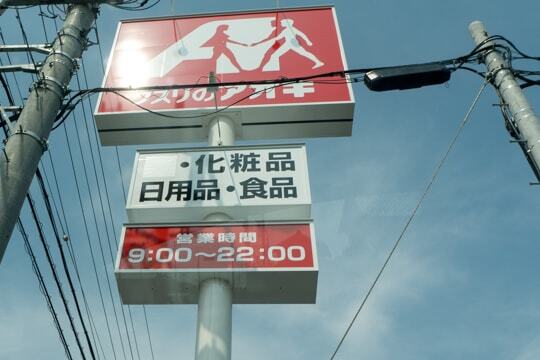 クスリのアオキ
・化粧品
日用品・食品
営業時間
9:00〜22:00